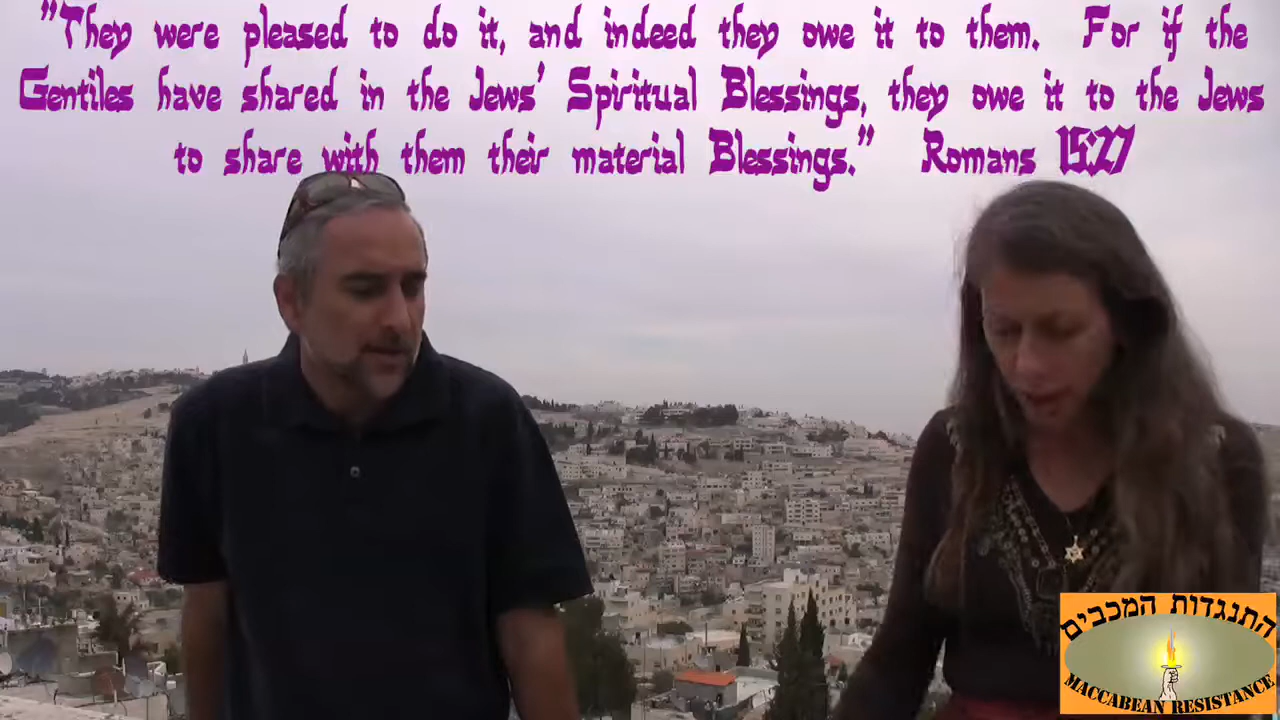 "They were pleased to do it, and indeed they owe it to them. For if the
Gentiles have shared in the Jews' Spiritual Blessings, they owe it to the Jews
to share with them their material Blessings." Romans 15:27
התנגדות המכבים
MACCABEAN RESISTANCE